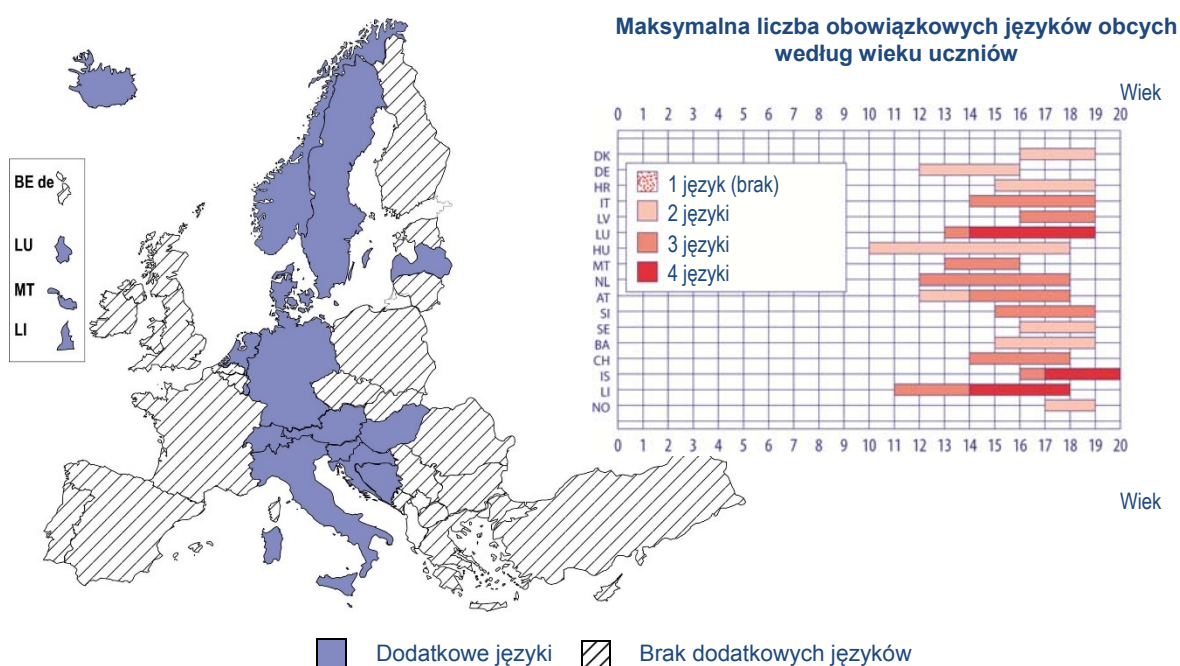 Maksymalna liczba obowiązkowych języków obcych
według wieku uczniów
Wiek
0 1 2 3 4 5 6 7 8 9 10 11 12 13 14 15 16 17 18 19 20
DK
DE
HR
IT
LV
LU
HU
MT
NL
AT
SI
SE
BA
CH
IS
LI
NO
1 język (brak)
2 języki
3 języki
4 języki
0 1 2 3 4 5 6 7 8 9 10 11 12 13 14 15 16 17 18 19 20
Wiek
BE de
LU
MT
LI
Dodatkowe języki Brak dodatkowych języków